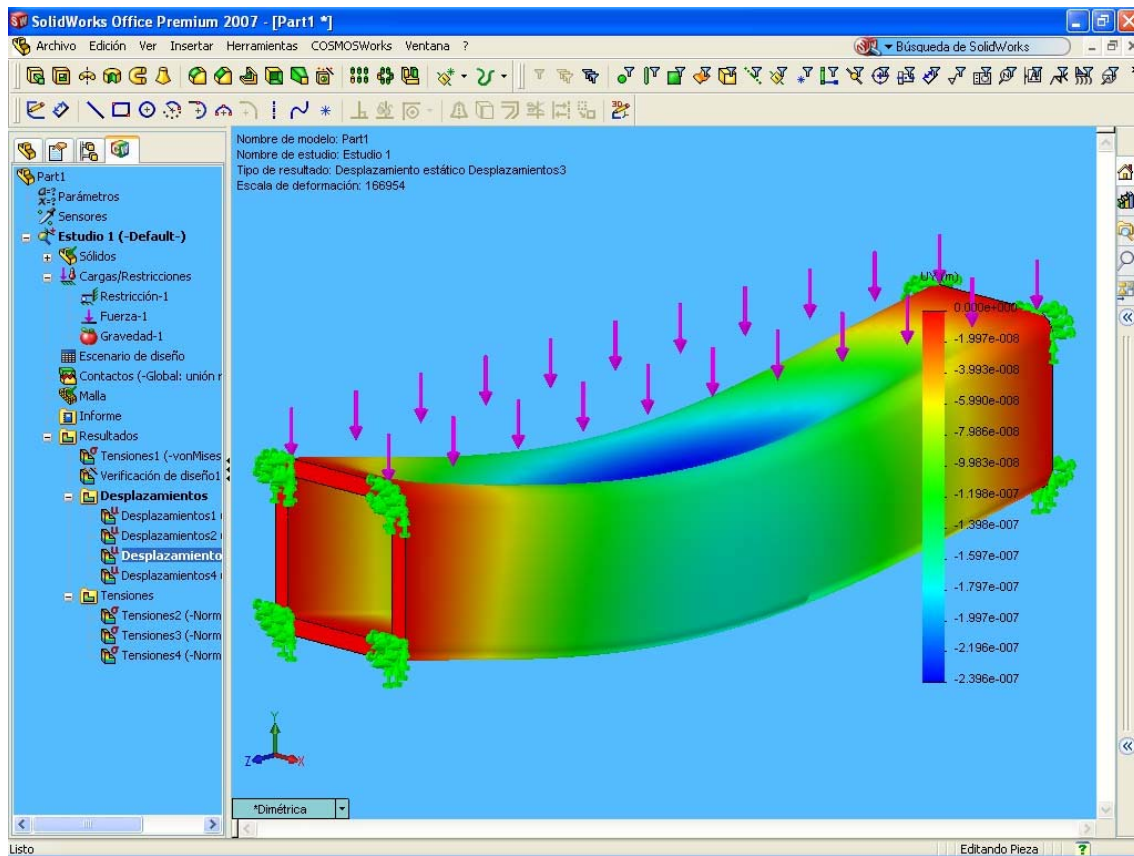 SolidWorks Office Premium 2007 - [Part1 *]
Archivo Edición Ver Insertar Herramientas COSMOSWorks Ventana ?
Búsqueda de SolidWorks
Part1
Parámetros
Sensores
Estudio 1 (-Default-)
Sólidos
Cargas/Restricciones
Restricción-1
Fuerza-1
Gravedad-1
Escenario de diseño
Contactos (-Global: unión r
Malla
Informe
Resultados
Tensiones1 (-vonMises
Verificación de diseño1
Desplazamientos
Desplazamientos1
Desplazamientos2
Desplazamiento
Desplazamientos4
Tensiones
Tensiones2 (-Norm
Tensiones3 (-Norm
Tensiones4 (-Norm
Nombre de modelo: Part1
Nombre de estudio: Estudio 1
Tipo de resultado: Desplazamiento estático Desplazamientos3
Escala de deformación: 166954
UY (m)
0.000e+000
-1.997e-008
-3.993e-008
-5.990e-008
-7.986e-008
-9.983e-008
-1.198e-007
-1.398e-007
-1.597e-007
-1.797e-007
-1.997e-007
-2.196e-007
-2.396e-007
Y
Z X
*Dimétrica
Listo
Editando Pieza
?